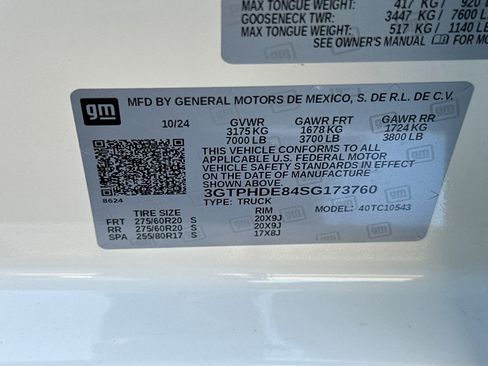 MAX TONGUE WEIGHT: 417 KG / 920 LB
GOOSENECK TWR: 3447 KG / 7600 LB
MAX TONGUE WEIGHT: 517 KG / 1140 LB
SEE OWNER'S MANUAL FOR MO
gm MFD BY GENERAL MOTORS DE MEXICO, S. DE R.L. DE C.V.
10/24 GVWR GAWR FRT GAWR RR
3175 KG 1678 KG 1724 KG
7000 LB 3700 LB 3800 LB
THIS VEHICLE CONFORMS TO ALL
APPLICABLE U.S. FEDERAL MOTOR
VEHICLE SAFETY STANDARDS IN EFFECT
ON THE DATE OF MANUFACTURE SHOWN ABOVE.
3GTPHDE84SG173760
8624 TYPE: TRUCK MODEL: 40TC10543
TIRE SIZE RIM
FRT 275/60R20 S 20X9J
RR 275/60R20 S 20X9J
SPA 255/80R17 S 17X8J